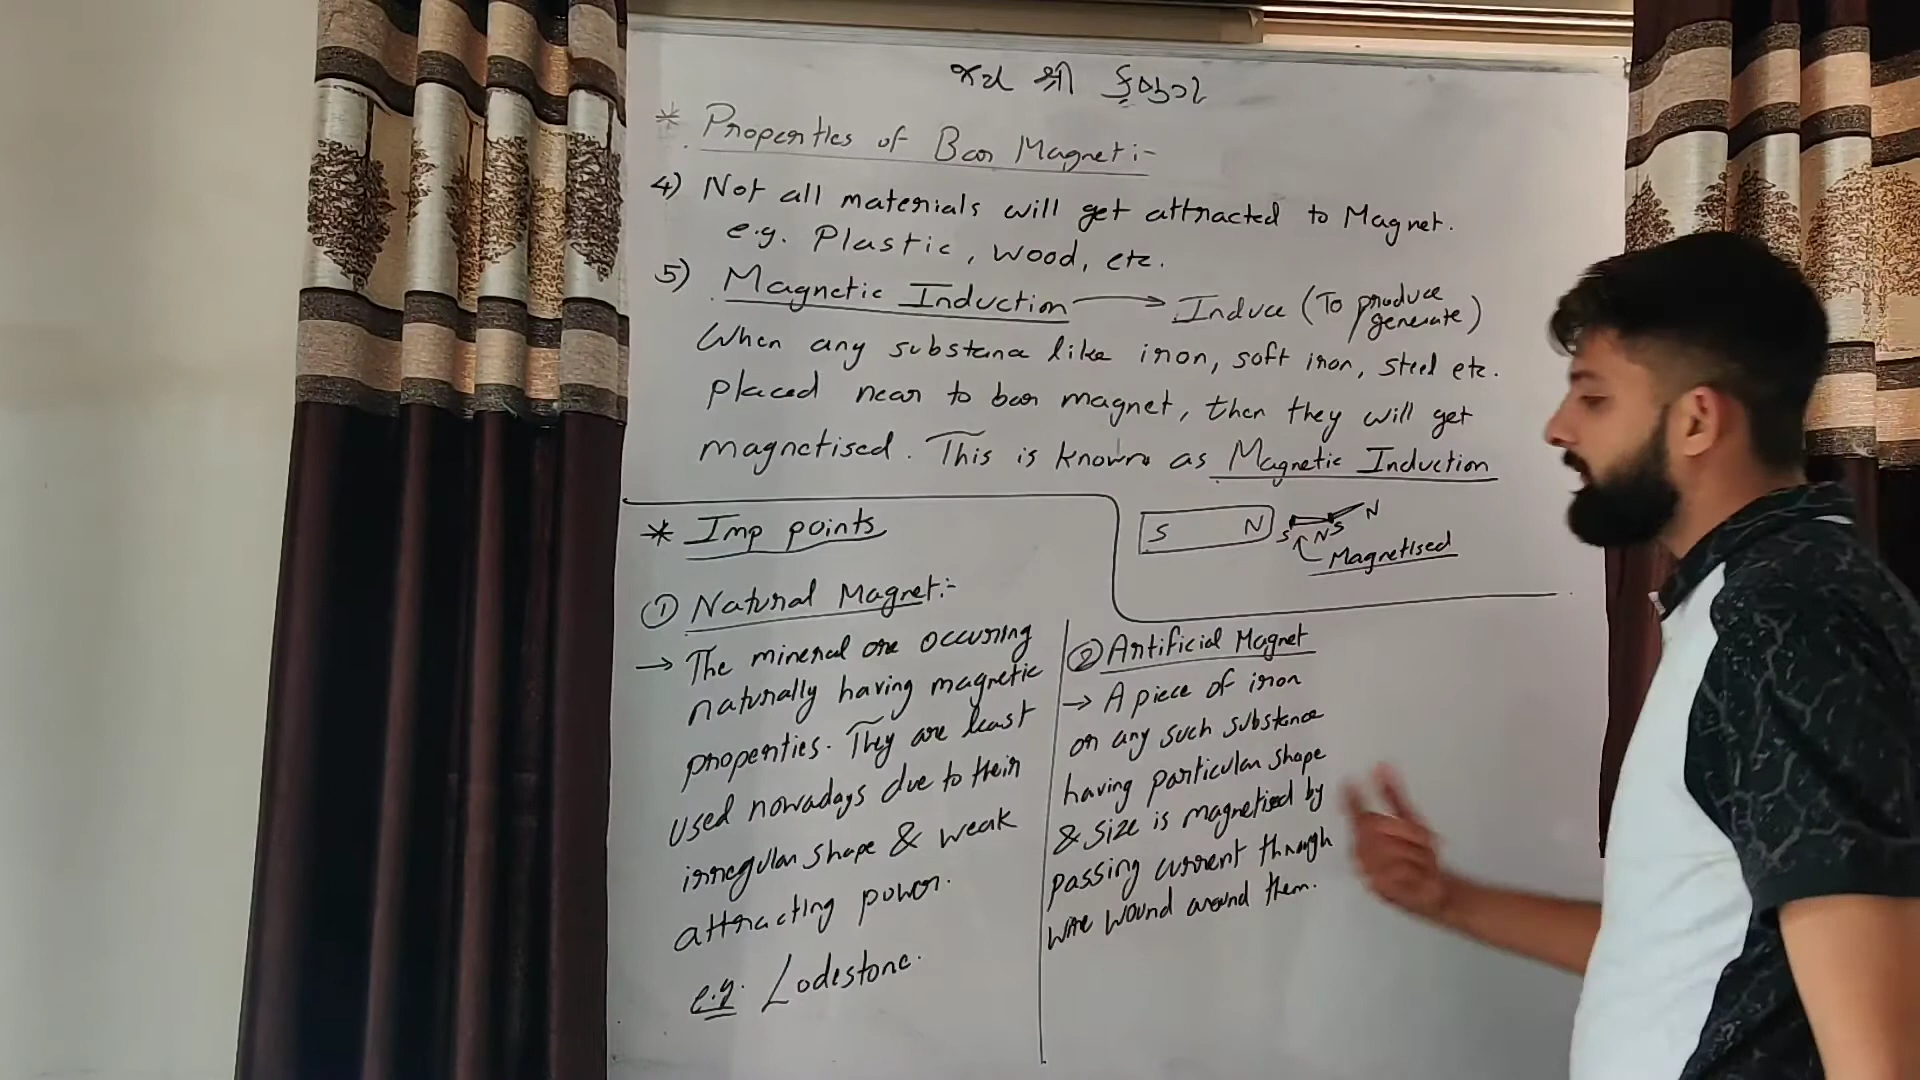 જય શ્રી કૃષ્ણ
* Properties of Bar Magnet:-
4) Not all materials will get attracted to Magnet.
e.g. Plastic, wood, etc.
5) Magnetic Induction → Induce (To produce
generate)
When any substance like iron, soft iron, steel etc.
placed near to bar magnet, then they will get
magnetised. This is known as Magnetic Induction
S N S N S N
Magnetised
* Imp points
① Natural Magnet:-
→ The mineral are occuring
naturally having magnetic
properties. They are least
used nowadays due to their
irregular shape & weak
attracting power.
e.g. Lodestone.
② Artificial Magnet
→ A piece of iron
or any such substance
having particular shape
& size is magnetised by
passing current through
wire wound around them.